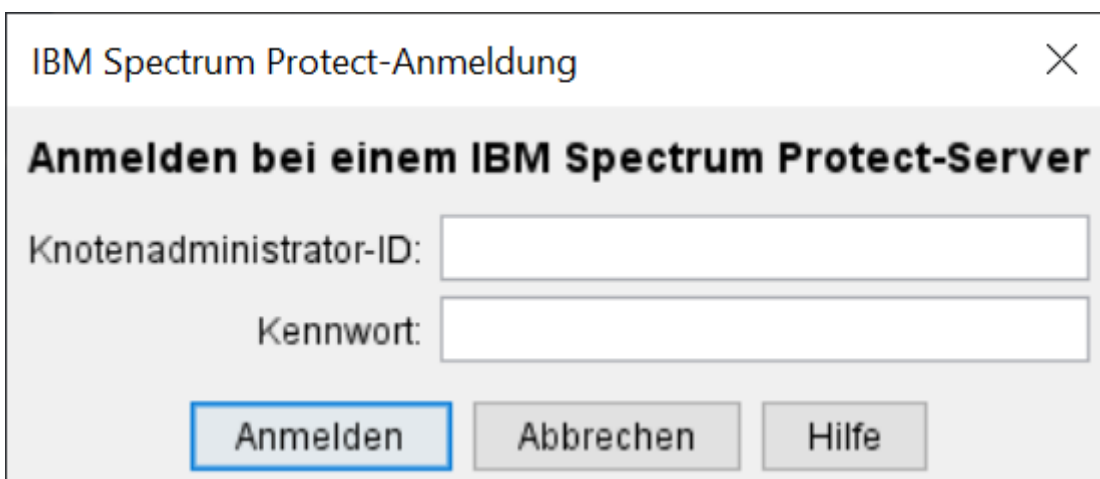 IBM Spectrum Protect-Anmeldung
Anmelden bei einem IBM Spectrum Protect-Server
Knotenadministrator-ID:
Kennwort:
Anmelden Abbrechen Hilfe